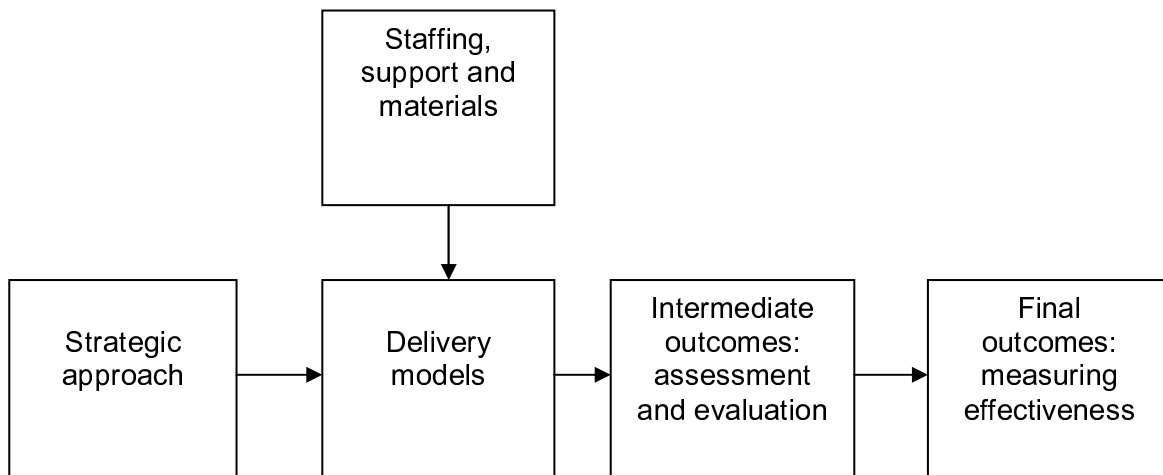 Staffing,
support and
materials
Strategic
approach
Delivery
models
Intermediate
outcomes:
assessment
and evaluation
Final
outcomes:
measuring
effectiveness